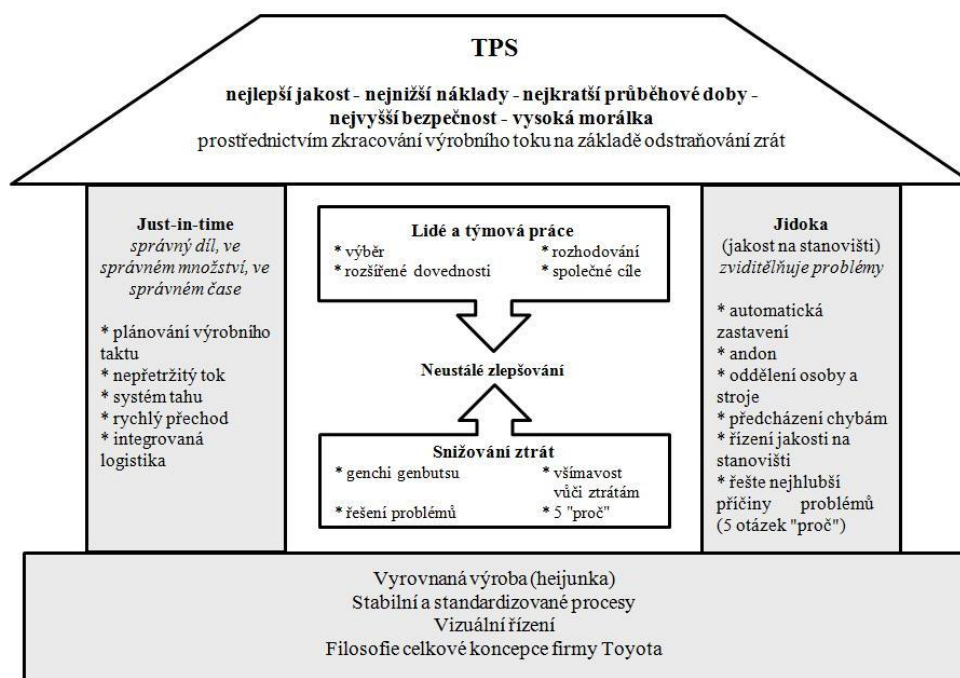 TPS
nejlepší jakost - nejnižší náklady - nejkratší průběhové doby -
nejvyšší bezpečnost - vysoká morálka
prostřednictvím zkracování výrobního toku na základě odstraňování zrát
Just-in-time
správný díl, ve
správném množství, ve
správném čase
* plánování výrobního
taktu
* nepřetržitý tok
* systém tahu
* rychlý přechod
* integrovaná
logistika
Lidé a týmová práce
* výběr * rozhodování
* rozšířené dovednosti * společné cíle
Neustálé zlepšování
Snižování ztrát
* genchi genbutsu * všímavost
vůči ztrátám
* řešení problémů * 5 "proč"
Jidoka
(jakost na stanovišti)
zviditělňuje problémy
* automatická
zastavení
* andon
* oddělení osoby a
stroje
* předcházení chybám
* řízení jakosti na
stanovišti
* řešte nejhlubší
příčiny problémů
(5 otázek "proč")
Vyrovnaná výroba (heijunka)
Stabilní a standardizované procesy
Vizuální řízení
Filosofie celkové koncepce firmy Toyota